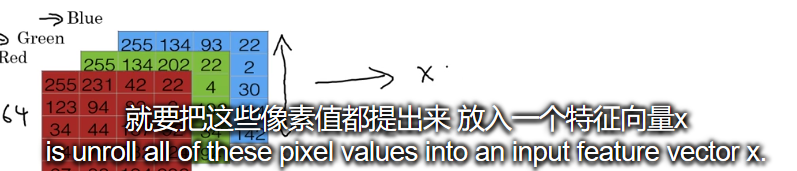 Blue
Green
Red
255 134 93 22
255 134 202 22 2
255 231 42 22 4 30
123 94
34 44
64
x
142
就要把这些像素值都提出来 放入一个特征向量x
is unroll all of these pixel values into an input feature vector x.